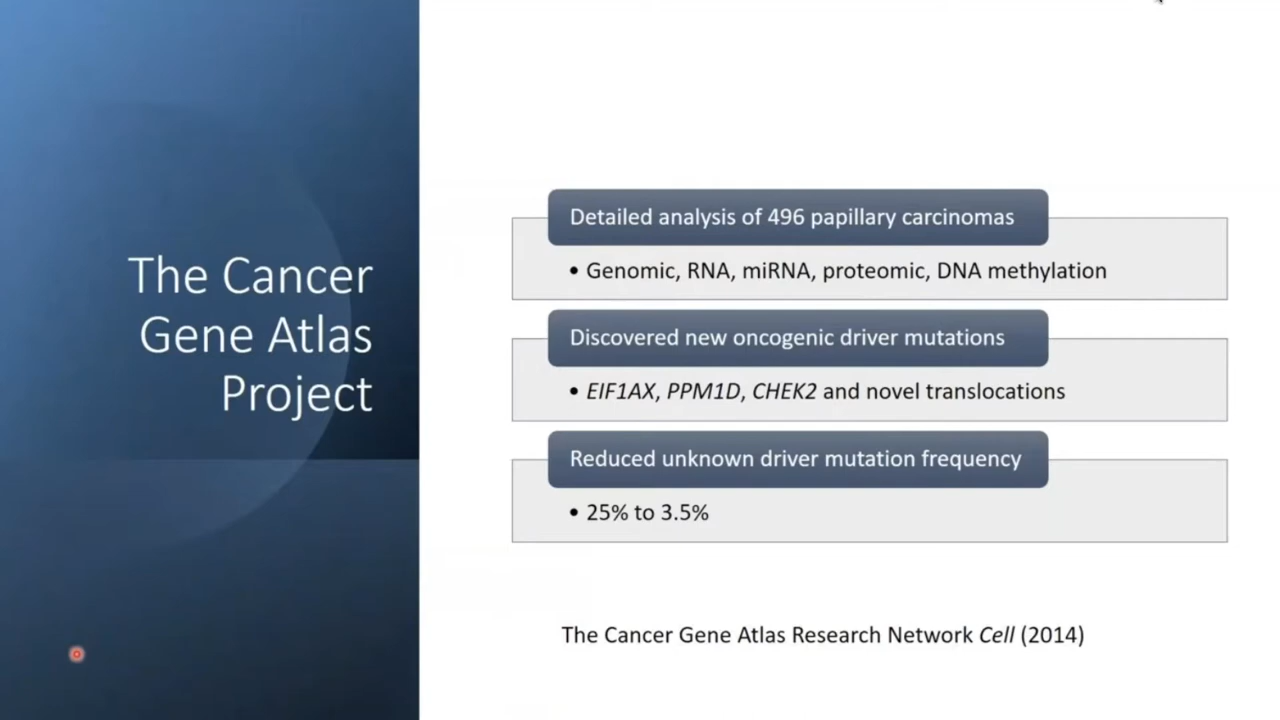 The Cancer
Gene Atlas
Project
Detailed analysis of 496 papillary carcinomas
• Genomic, RNA, miRNA, proteomic, DNA methylation
Discovered new oncogenic driver mutations
• EIF1AX, PPM1D, CHEK2 and novel translocations
Reduced unknown driver mutation frequency
• 25% to 3.5%
The Cancer Gene Atlas Research Network Cell (2014)